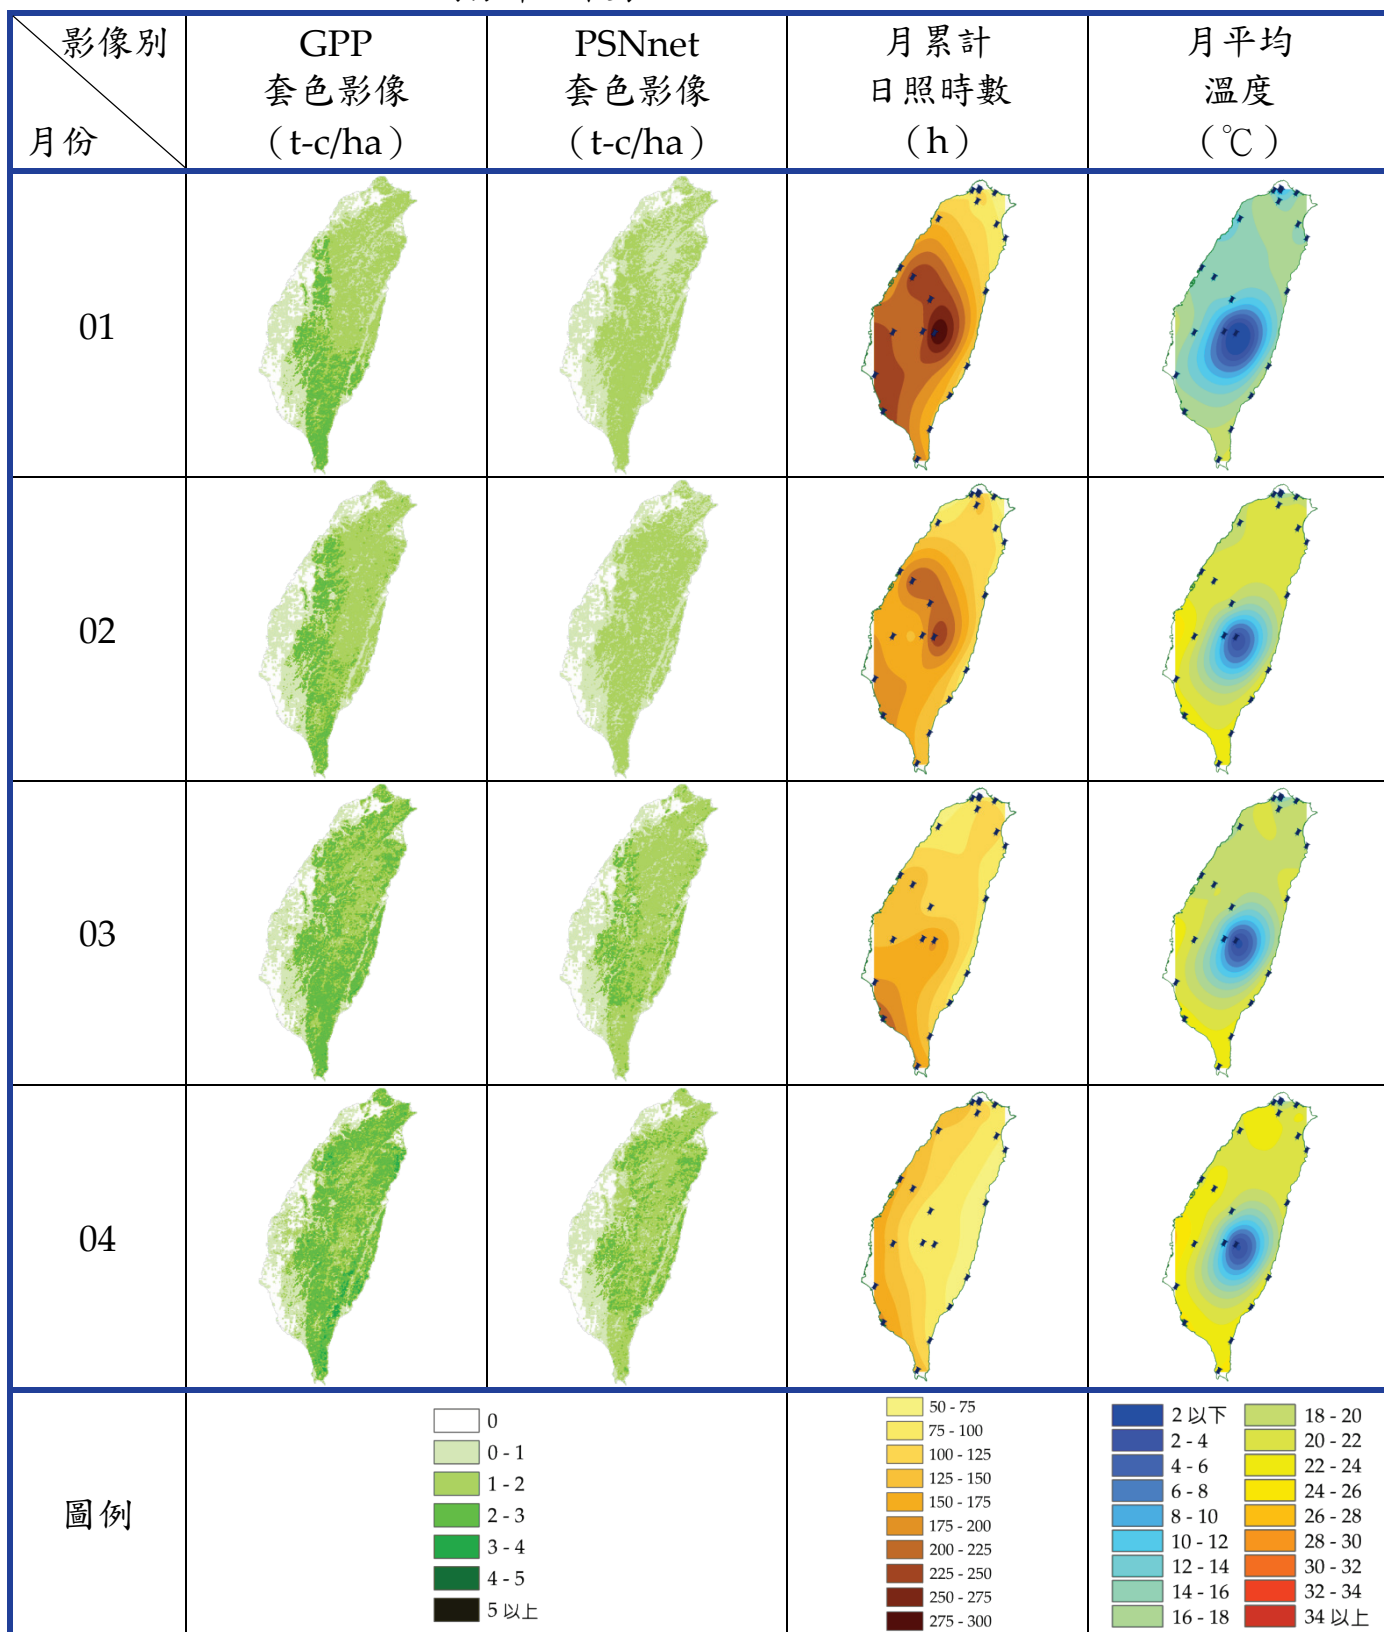 影像別
月份
GPP
套色影像
(t-c/ha)
PSNnet
套色影像
(t-c/ha)
月累計
日照時數
(h)
月平均
溫度
(℃)
01
02
03
04
圖例
0
0 - 1
1 - 2
2 - 3
3 - 4
4 - 5
5 以上
50 - 75
75 - 100
100 - 125
125 - 150
150 - 175
175 - 200
200 - 225
225 - 250
250 - 275
275 - 300
2 以下
2 - 4
4 - 6
6 - 8
8 - 10
10 - 12
12 - 14
14 - 16
16 - 18
18 - 20
20 - 22
22 - 24
24 - 26
26 - 28
28 - 30
30 - 32
32 - 34
34 以上